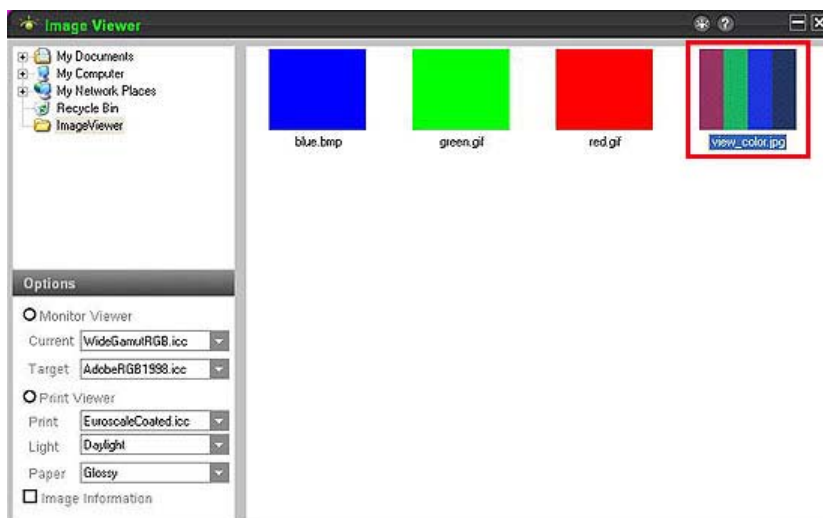 Image Viewer
My Documents
My Computer
My Network Places
Recycle Bin
ImageViewer
blue.bmp
green.gif
red.gif
view_color.jpg
Options
Monitor Viewer
Current WideGamutRGB.icc
Target AdobeRGB1998.icc
Print Viewer
Print EuroscaleCoated.icc
Light Daylight
Paper Glossy
Image Information